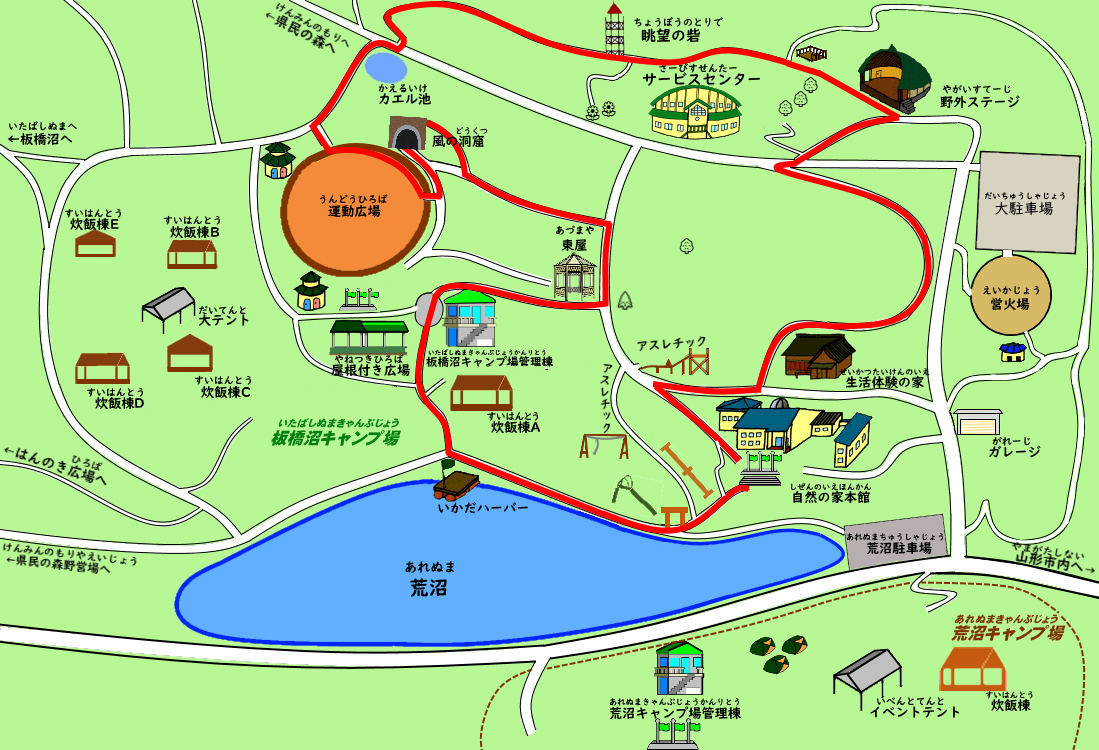 けんみんのもりへ
←県民の森へ
ちょうぼうのとりで
眺望の砦
さーびすせんたー
サービスセンター
やがいすてーじ
野外ステージ
かえるいけ
カエル池
いたばしぬまへ
←板橋沼へ
どうくつ
風の洞窟
うんどうひろば
運動広場
だいちゅうしゃじょう
大駐車場
すいはんとう
炊飯棟E
すいはんとう
炊飯棟B
あづまや
東屋
えいかじょう
営火場
だいてんと
大テント
やねつきひろば
屋根付き広場
いたばしぬまきゃんぷじょうかんりとう
板橋沼キャンプ場管理棟
アスレチック
せいかつたいけんのいえ
生活体験の家
すいはんとう
炊飯棟D
すいはんとう
炊飯棟C
アスレチック
すいはんとう
炊飯棟A
いたばしぬまきゃんぷじょう
板橋沼キャンプ場
がれーじ
ガレージ
ひろば
←はんのき広場へ
しぜんのいえほんかん
自然の家本館
いかだハーバー
けんみんのもりやえいじょう
←県民の森野営場へ
あれぬまちゅうしゃじょう
荒沼駐車場
やまがたしない
山形市内へ→
あれぬま
荒沼
あれぬまきゃんぷじょう
荒沼キャンプ場
あれぬまきゃんぷじょうかんりとう
荒沼キャンプ場管理棟
いべんとてんと
イベントテント
すいはんとう
炊飯棟